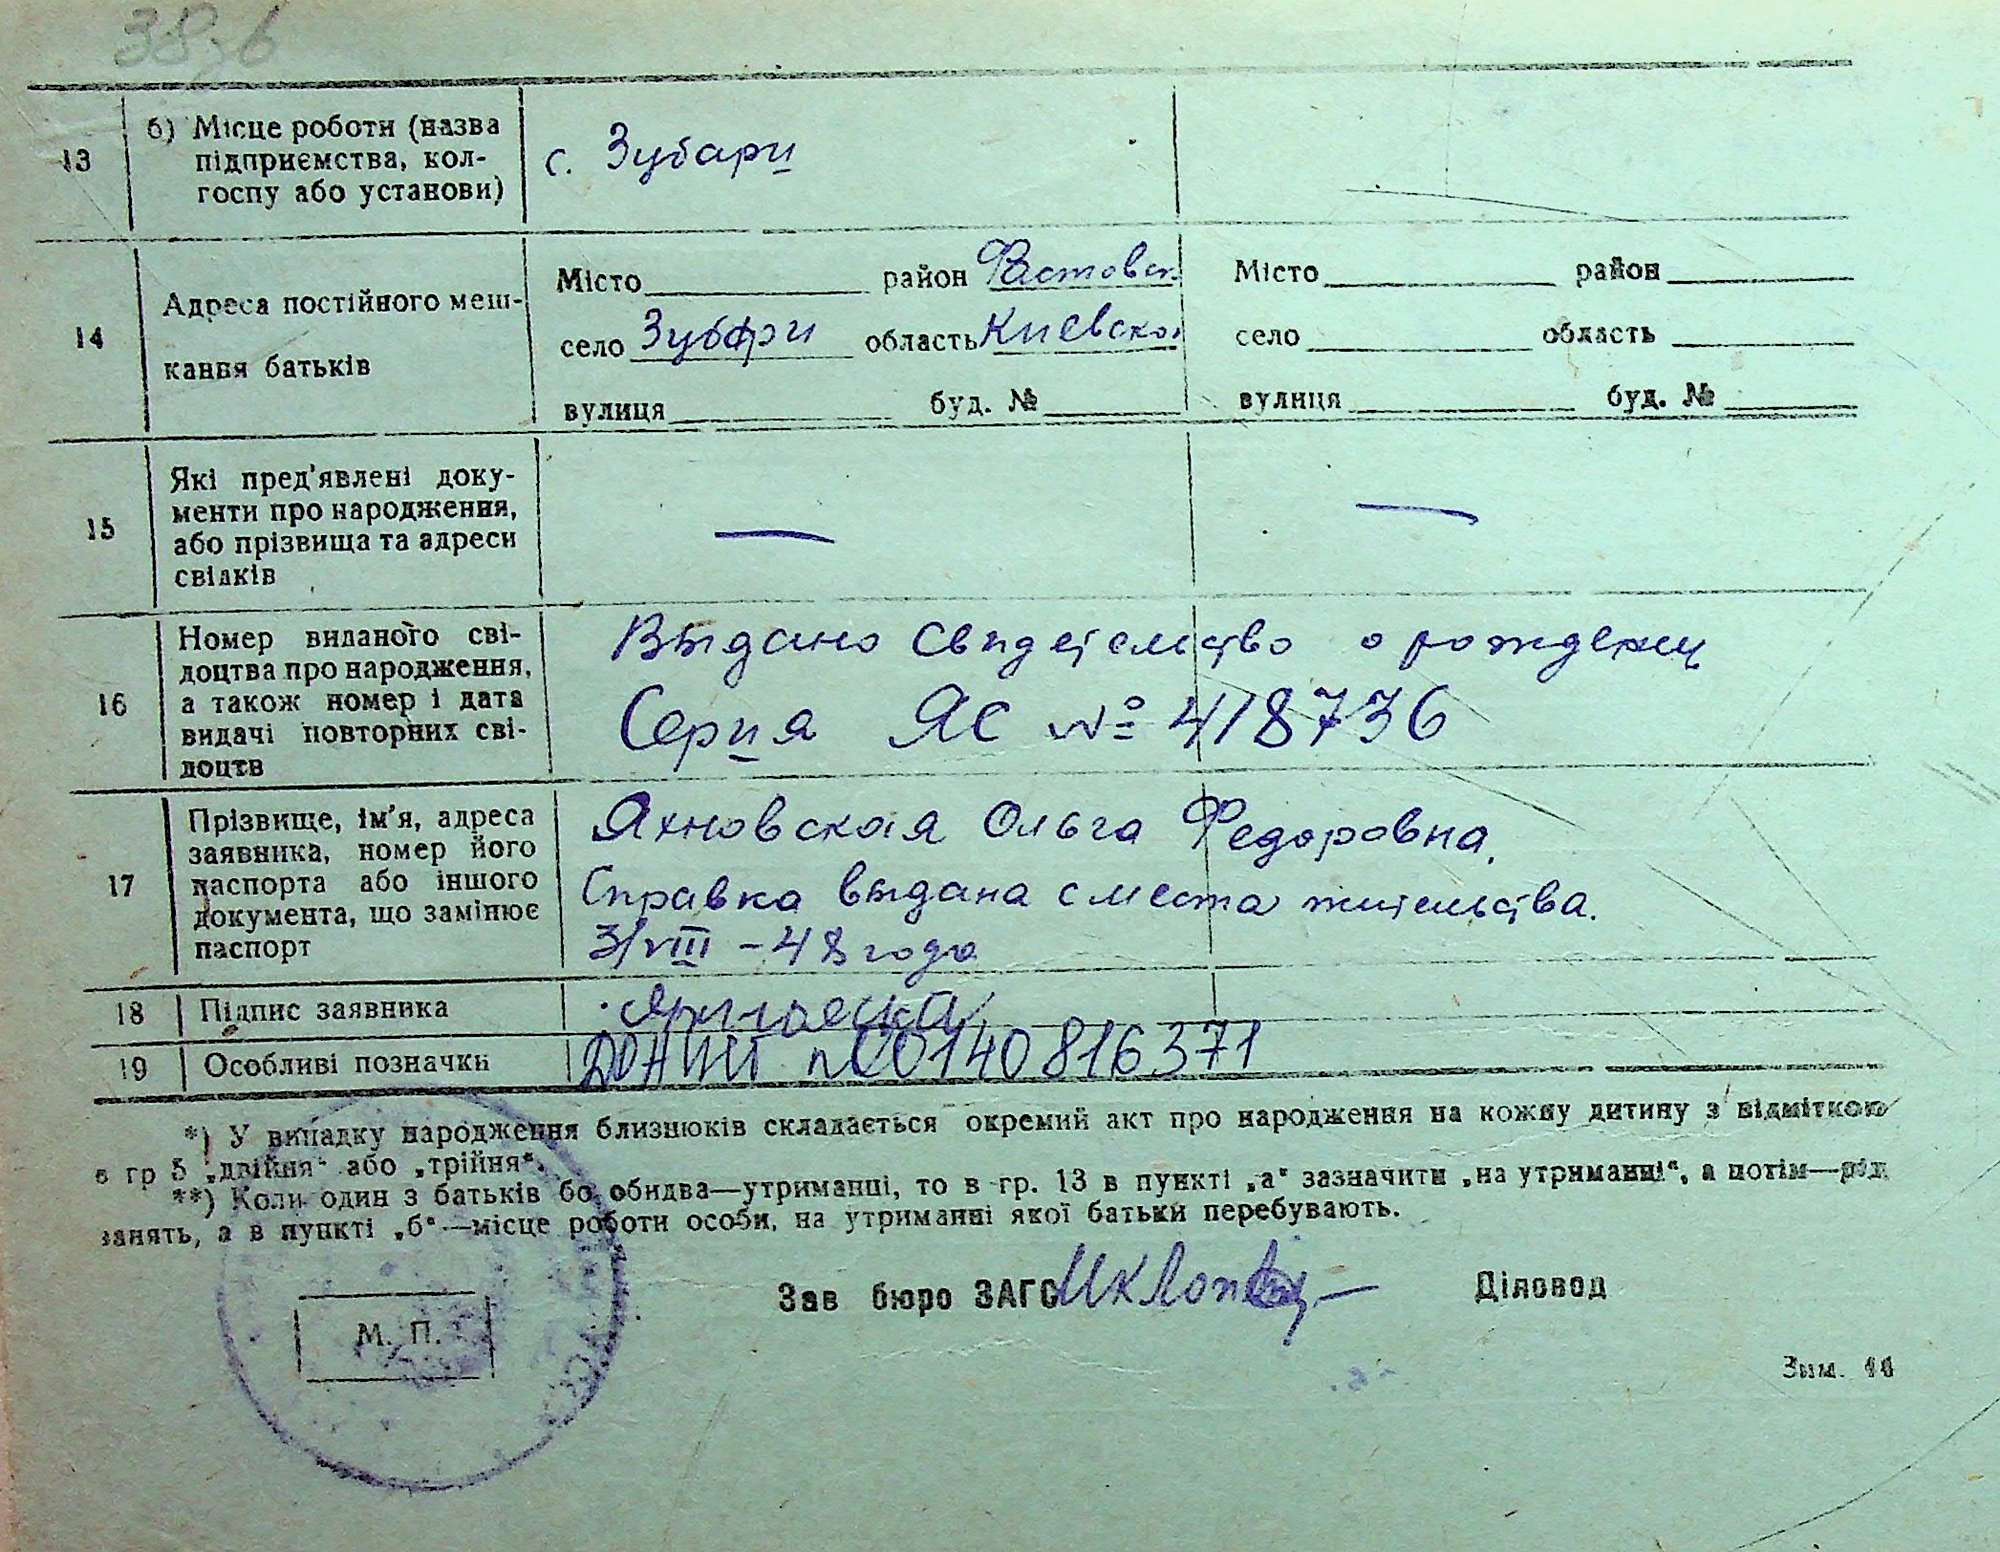 38зв
б) Місце роботи (назва
13
підприємства, кол-
госпу або установи)
с. Зубари
14
Адреса постійного меш-
кання батьків
Місто район Фастовск.
село Зубари область Киевской
вулиця буд. №
Місто район
село область
вулиця буд. №
15
Які пред'явлені доку-
менти про народження,
або прізвища та адреси
свідків
— —
16
Номер виданого сві-
доцтва про народження,
а також номер і дата
видачі повторних сві-
доцтв
Выдано Свидетельство о рождении
Серия ЯС № 418736
17
Прізвище, ім'я, адреса
заявника, номер його
паспорта або іншого
документа, що замінює
паспорт
Яхновская Ольга Федоровна.
Справка выдана с места жительства.
3/VIII - 48 года
18
Підпис заявника
19
Особливі позначки
00140816371
*) У випадку народження близнюків складається окремий акт про народження на кожну дитину з відміткою
в гр 5 „двійня“ або „трійня“.
**) Коли один з батьків бо обидва—утриманці, то в гр. 13 в пункті „а“ зазначити „на утриманні“, а потім—рід
занять, а в пункті „б“—місце роботи особи, на утриманні якої батьки перебувають.
Зав бюро ЗАГС
Діловод
М. П.
Зам.